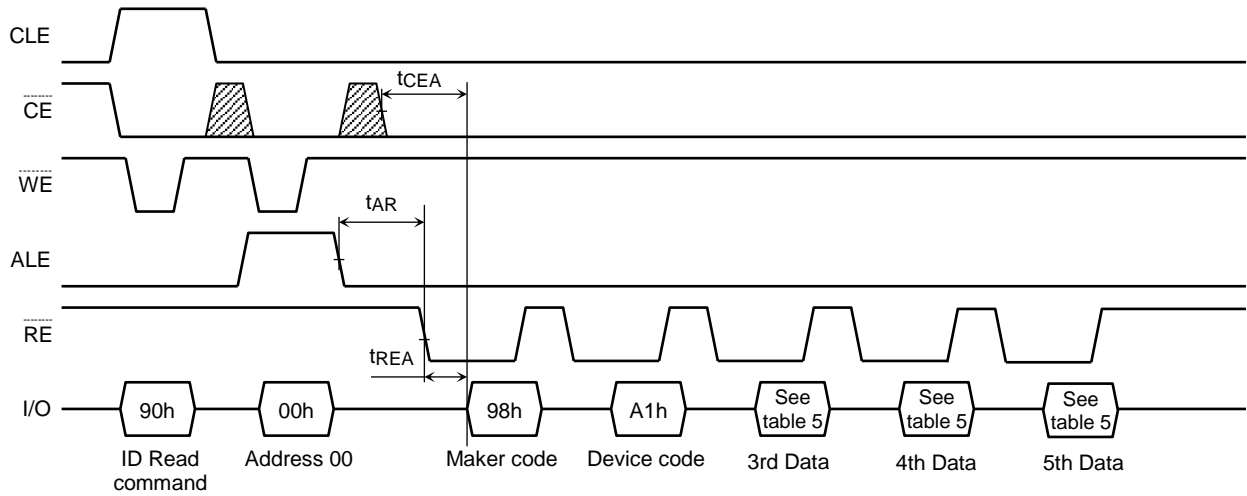 CLE
tCEA
CE
WE
tAR
ALE
RE
tREA
I/O
90h
00h
98h
A1h
See
table 5
See
table 5
See
table 5
ID Read
command
Address 00
Maker code
Device code
3rd Data
4th Data
5th Data